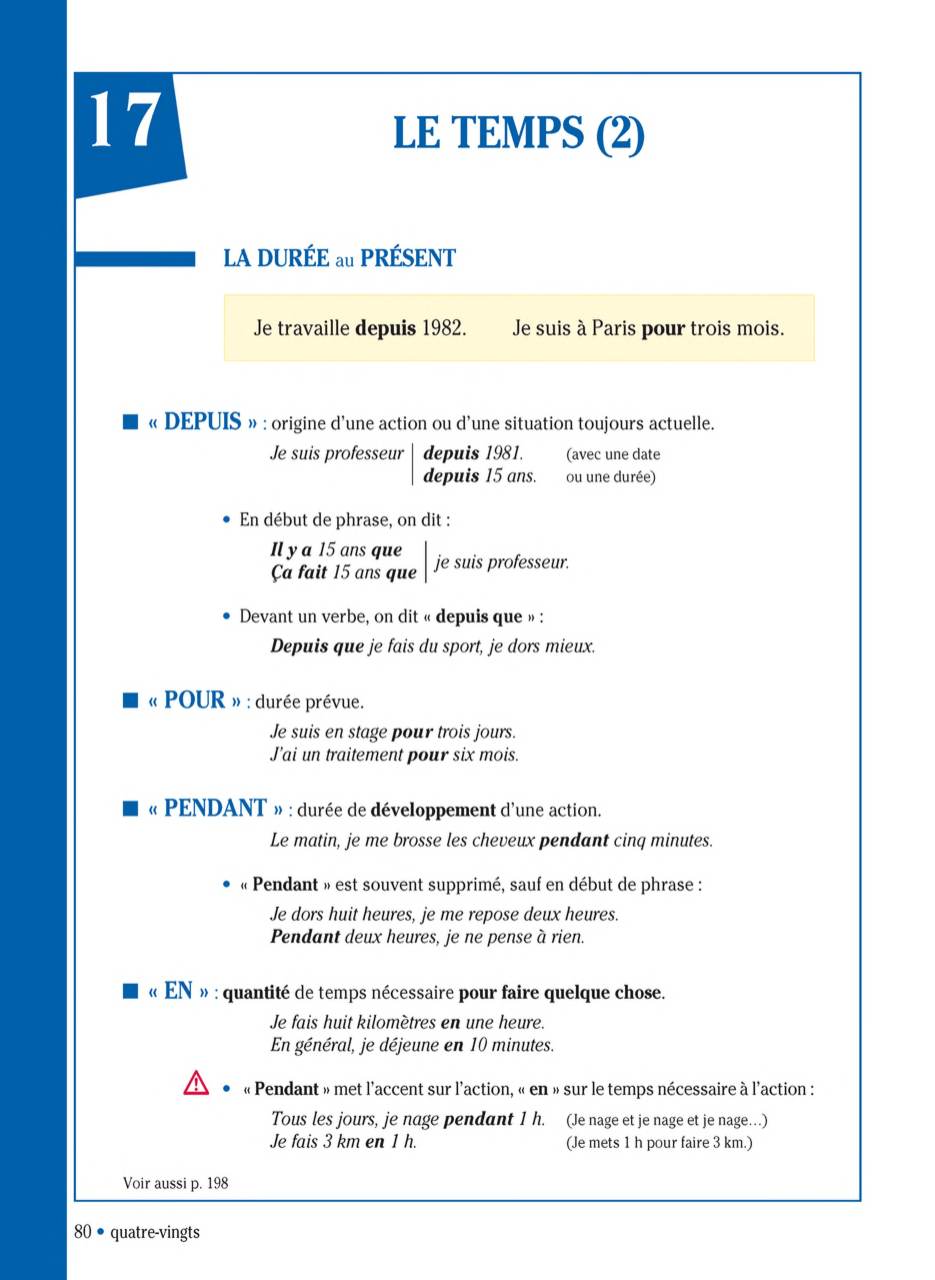 17
LE TEMPS (2)
LA DURÉE au PRÉSENT
Je travaille depuis 1982. Je suis à Paris pour trois mois.
« DEPUIS » : origine d'une action ou d'une situation toujours actuelle.
Je suis professeur depuis 1981. (avec une date
depuis 15 ans. ou une durée)
• En début de phrase, on dit :
Il y a 15 ans que
Ça fait 15 ans que je suis professeur.
• Devant un verbe, on dit « depuis que » :
Depuis que je fais du sport, je dors mieux.
« POUR » : durée prévue.
Je suis en stage pour trois jours.
J'ai un traitement pour six mois.
« PENDANT » : durée de développement d'une action.
Le matin, je me brosse les cheveux pendant cinq minutes.
• « Pendant » est souvent supprimé, sauf en début de phrase :
Je dors huit heures, je me repose deux heures.
Pendant deux heures, je ne pense à rien.
« EN » : quantité de temps nécessaire pour faire quelque chose.
Je fais huit kilomètres en une heure.
En général, je déjeune en 10 minutes.
• « Pendant » met l'accent sur l'action, « en » sur le temps nécessaire à l'action :
Tous les jours, je nage pendant 1 h. (Je nage et je nage et je nage…)
Je fais 3 km en 1 h. (Je mets 1 h pour faire 3 km.)
Voir aussi p. 198
80 • quatre-vingts